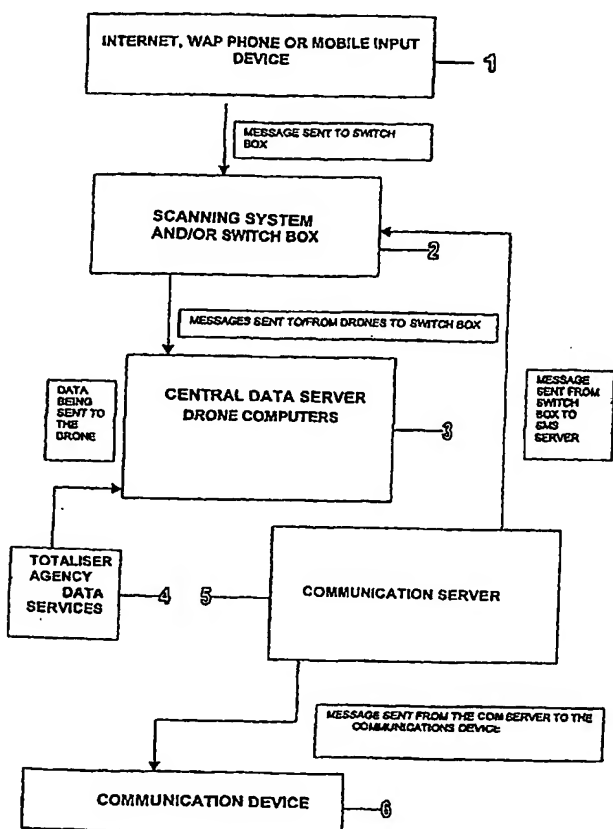 INTERNET, WAP PHONE OR MOBILE INPUT
DEVICE
1
MESSAGE SENT TO SWITCH
BOX
SCANNING SYSTEM
AND/OR SWITCH BOX
2
MESSAGES SENT TO/FROM DRONES TO SWITCH BOX
DATA
BEING
SENT TO
THE
DRONE
CENTRAL DATA SERVER
DRONE COMPUTERS
3
MESSAGE
SENT FROM
SWITCH
BOX TO
SMS
SERVER
TOTALISER
AGENCY
DATA
SERVICES
4
5
COMMUNICATION SERVER
MESSAGE SENT FROM THE COM SERVER TO THE
COMMUNICATIONS DEVICE
COMMUNICATION DEVICE
6